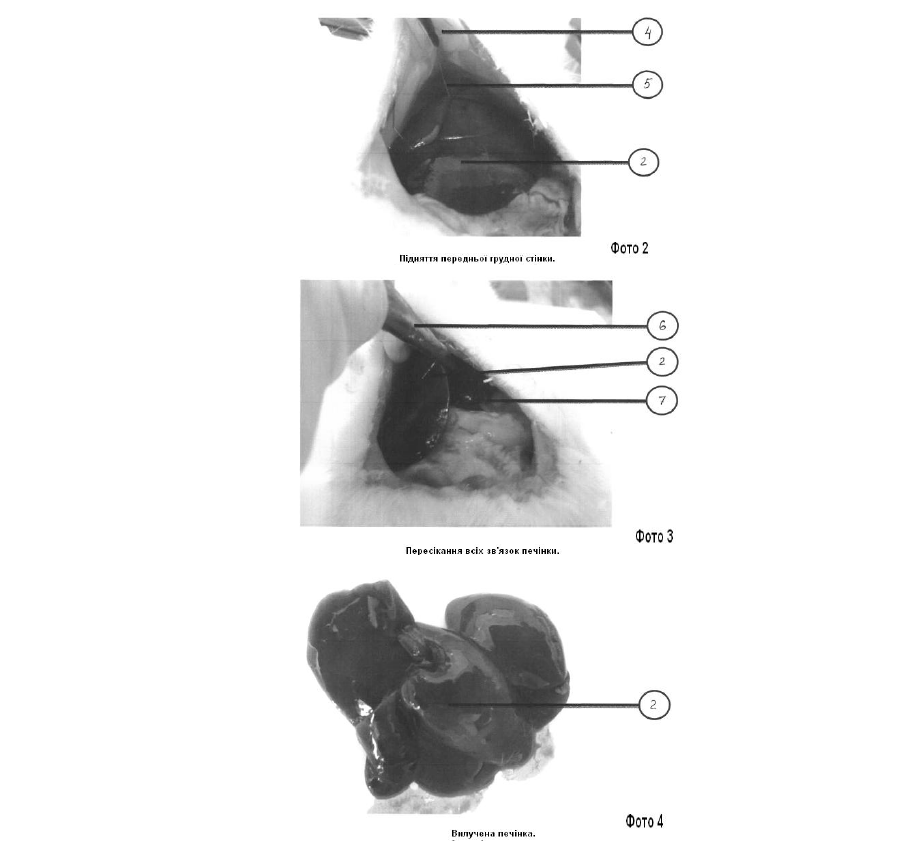 4
5
2
Фото 2
Підняття передньої грудної стінки.
6
2
7
Фото 3
Пересікання всіх зв'язок печінки.
2
Фото 4
Вилучена печінка.